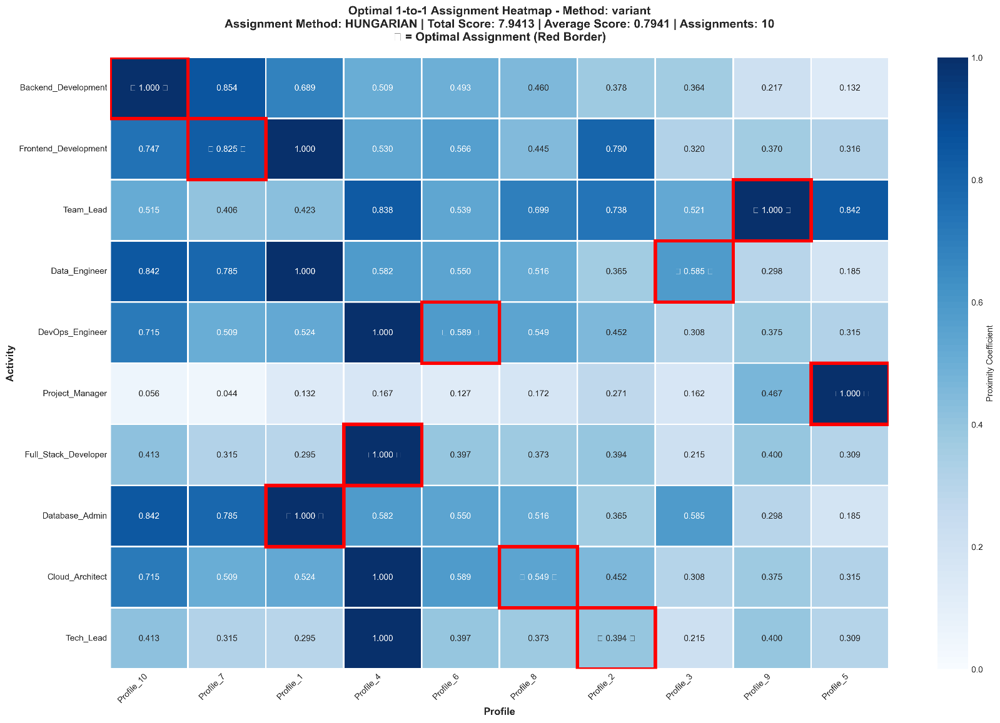 Optimal 1-to-1 Assignment Heatmap - Method: variant
Assignment Method: HUNGARIAN | Total Score: 7.9413 | Average Score: 0.7941 | Assignments: 10
□ = Optimal Assignment (Red Border)
Backend_Development □ 1.000 □ 0.854 0.689 0.509 0.493 0.460 0.378 0.364 0.217 0.132
Frontend_Development 0.747 □ 0.825 □ 1.000 0.530 0.566 0.445 0.790 0.320 0.370 0.316
Team_Lead 0.515 0.406 0.423 0.838 0.539 0.699 0.738 0.521 □ 1.000 □ 0.842
Data_Engineer 0.842 0.785 1.000 0.582 0.550 0.516 0.365 □ 0.585 □ 0.298 0.185
DevOps_Engineer 0.715 0.509 0.524 1.000 □ 0.589 □ 0.549 0.452 0.308 0.375 0.315
Project_Manager 0.056 0.044 0.132 0.167 0.127 0.172 0.271 0.162 0.467 □ 1.000 □
Full_Stack_Developer 0.413 0.315 0.295 □ 1.000 □ 0.397 0.373 0.394 0.215 0.400 0.309
Database_Admin 0.842 0.785 □ 1.000 □ 0.582 0.550 0.516 0.365 0.585 0.298 0.185
Cloud_Architect 0.715 0.509 0.524 1.000 0.589 □ 0.549 □ 0.452 0.308 0.375 0.315
Tech_Lead 0.413 0.315 0.295 1.000 0.397 0.373 □ 0.394 □ 0.215 0.400 0.309
Activity
Profile_10 Profile_7 Profile_1 Profile_4 Profile_6 Profile_8 Profile_2 Profile_3 Profile_9 Profile_5
Profile
1.0
0.8
0.6
0.4
0.2
0.0
Proximity Coefficient